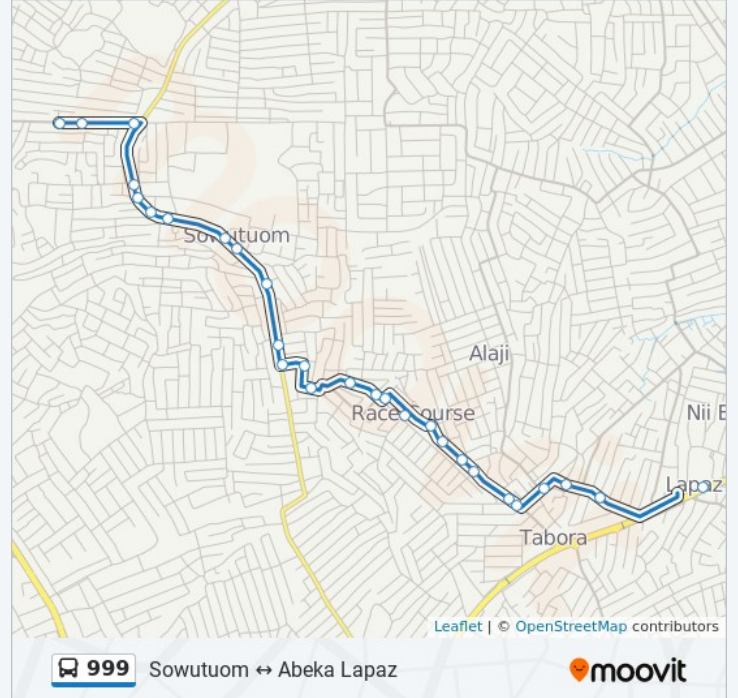 Sowutuom
Alaji
Race Course
Nii B
Lapaz
Tabora
Leaflet | © OpenStreetMap contributors
999 Sowutuom ↔ Abeka Lapaz
moovit